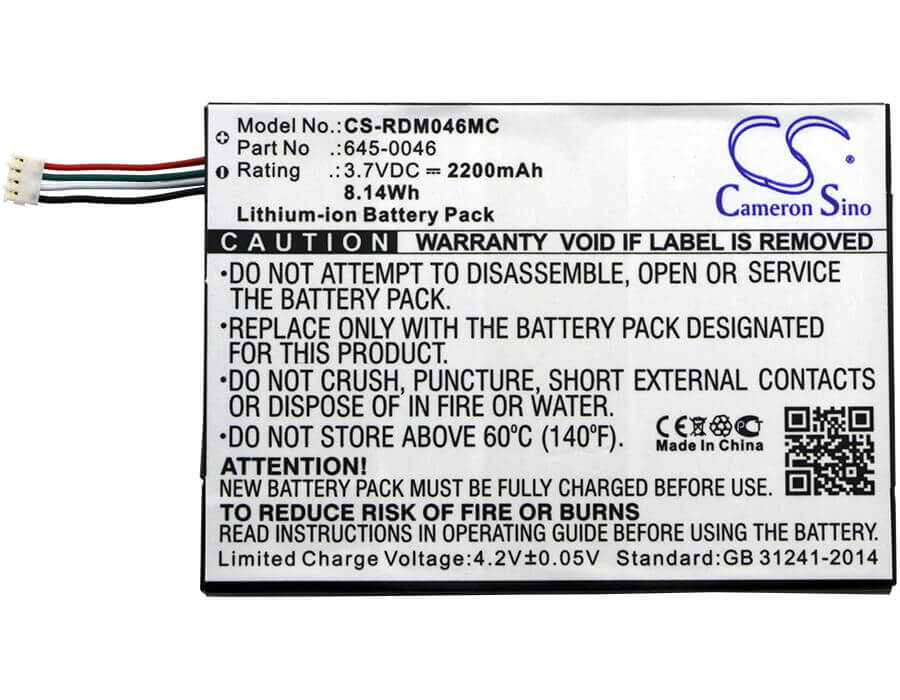 Model No.:CS-RDM046MC
Part No .:645-0046
Rating .:3.7VDC ⎓ 2200mAh
8.14Wh
Lithium-ion Battery Pack
CS
Cameron Sino
CAUTION WARRANTY VOID IF LABEL IS REMOVED
•DO NOT ATTEMPT TO DISASSEMBLE, OPEN OR SERVICE
THE BATTERY PACK.
•REPLACE ONLY WITH THE BATTERY PACK DESIGNATED
FOR THIS PRODUCT.
•DO NOT CRUSH, PUNCTURE, SHORT EXTERNAL CONTACTS
OR DISPOSE OF IN FIRE OR WATER.
•DO NOT STORE ABOVE 60ºC (140ºF).
CE
Made In China
ATTENTION
NEW BATTERY PACK MUST BE FULLY CHARGED BEFORE USE.
TO REDUCE RISK OF FIRE OR BURNS
READ INSTRUCTIONS IN OPERATING GUIDE BEFORE USING THE BATTERY.
Limited Charge Voltage:4.2V±0.05V Standard:GB 31241-2014